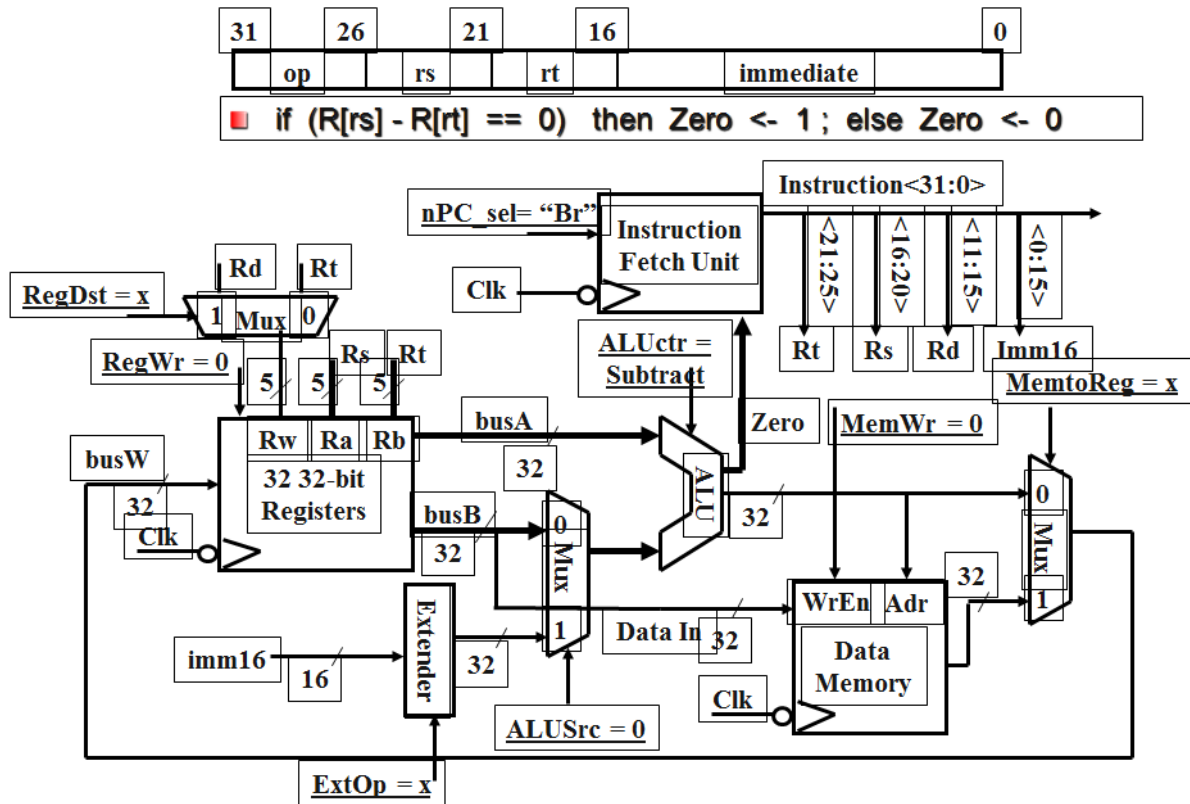 31 26 21 16 0
op rs rt immediate
if (R[rs] - R[rt] == 0) then Zero <- 1 ; else Zero <- 0
Instruction<31:0>
nPC_sel= “Br”
Instruction
Fetch Unit
Clk
<21:25>
<16:20>
<11:15>
<0:15>
Rt Rs Rd Imm16
Rd Rt
RegDst = x
1 Mux 0
RegWr = 0
5 5 5
Rs Rt
ALUctr =
Subtract
Zero
MemWr = 0
MemtoReg = x
busW
32
Rw Ra Rb
32 32-bit
Registers
Clk
busA
32
busB
32
0
Mux
1
ALU
32
0
Mux
1
imm16
16
Extender
32
Data In
32
WrEn Adr
Data
Memory
32
Clk
ALUSrc = 0
ExtOp = x